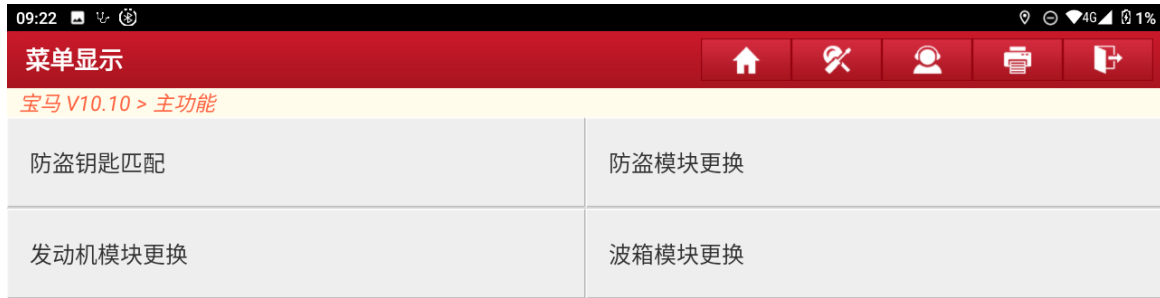 09:22 4G 1%
菜单显示
宝马 V10.10 > 主功能
防盗钥匙匹配 防盗模块更换
发动机模块更换 波箱模块更换